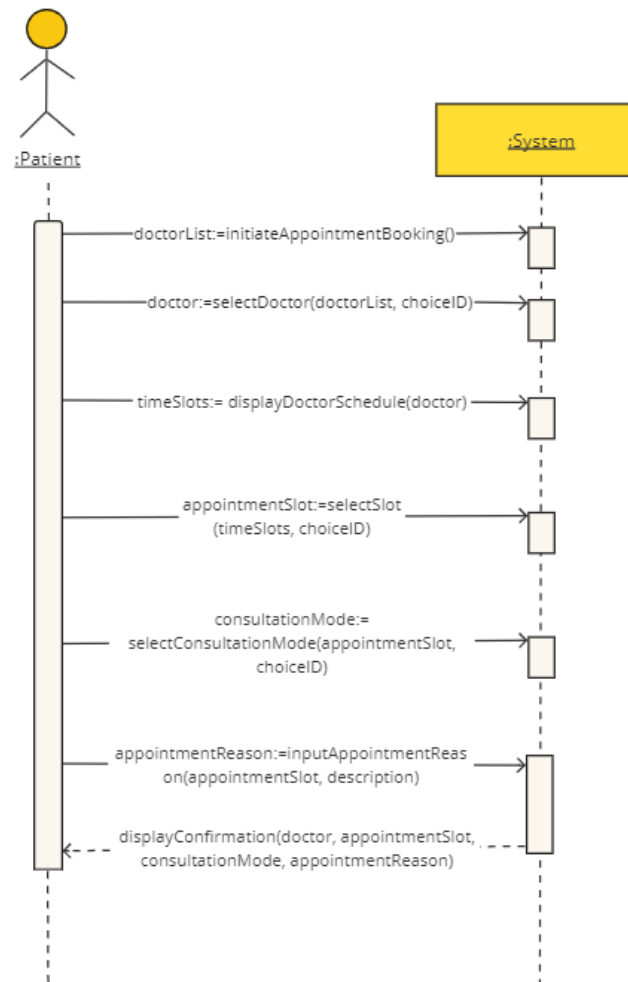 :Patient
:System
doctorList:=initiateAppointmentBooking()
doctor:=selectDoctor(doctorList, choiceID)
timeSlots:= displayDoctorSchedule(doctor)
appointmentSlot:=selectSlot
(timeSlots, choiceID)
consultationMode:=
selectConsultationMode(appointmentSlot,
choiceID)
appointmentReason:=inputAppointmentReas
on(appointmentSlot, description)
displayConfirmation(doctor, appointmentSlot,
consultationMode, appointmentReason)